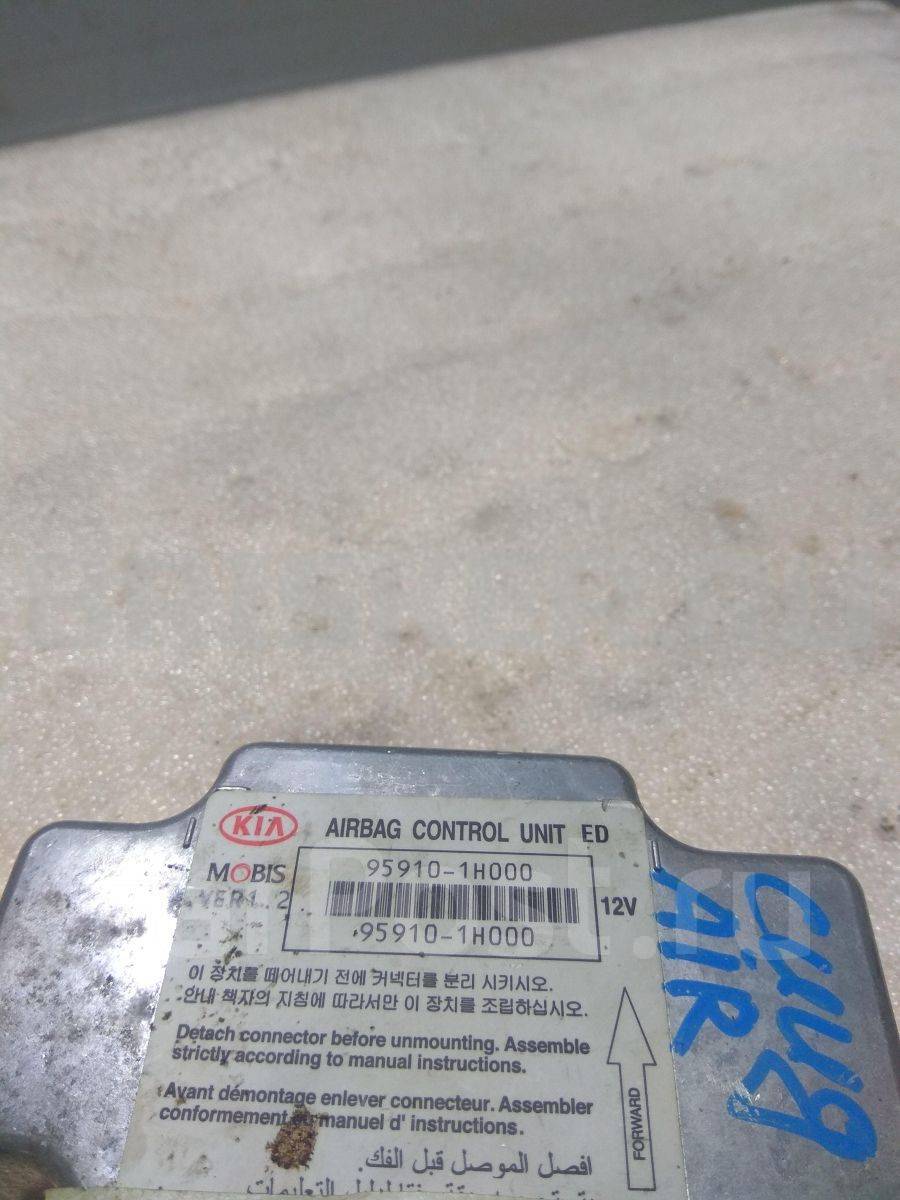 KIA AIRBAG CONTROL UNIT ED
MOBIS
VER1.2
95910-1H000
95910-1H000
12V
이 장치를 떼어내기 전에 커넥터를 분리 시키시오.
안내 책자의 지침에 따라서만 이 장치를 조립하십시오.
Detach connector before unmounting. Assemble
strictly according to manual instructions.
Avant démontage enlever connecteur. Assembler
conformement au manuel d' instructions.
افصل الموصل قبل الفك.
FORWARD
AiR